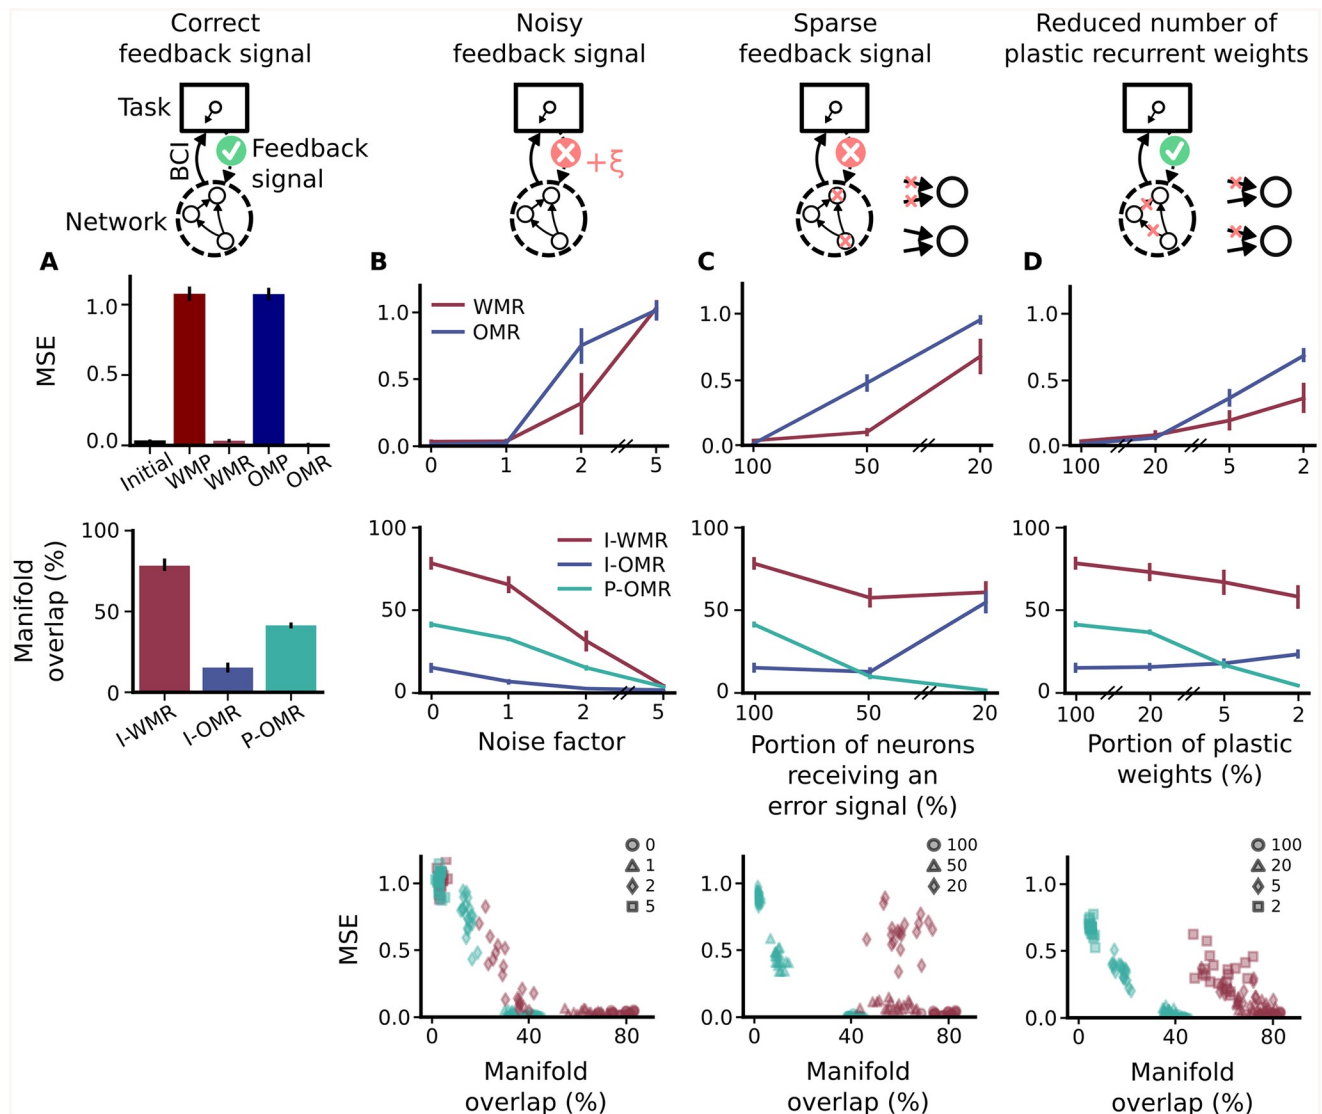 Correct
feedback signal
Noisy
feedback signal
Sparse
feedback signal
Reduced number of
plastic recurrent weights
Task
BCI
Feedback
signal
+ξ
Network
A
B
C
D
MSE
1.0
0.5
0.0
Initial
WMP
WMR
OMP
OMR
WMR
OMR
1.0
0.5
0.0
0 1 2 5
1.0
0.5
0.0
100 50 20
1.0
0.5
0.0
100 20 5 2
Manifold
overlap (%)
100
50
0
I-WMR
I-OMR
P-OMR
I-WMR
I-OMR
P-OMR
100
50
0
0 1 2 5
Noise factor
100
50
0
100 50 20
Portion of neurons
receiving an
error signal (%)
100
50
0
100 20 5 2
Portion of plastic
weights (%)
MSE
0
1
2
5
1.0
0.5
0.0
0 40 80
Manifold
overlap (%)
100
50
20
1.0
0.5
0.0
0 40 80
Manifold
overlap (%)
100
20
5
2
1.0
0.5
0.0
0 40 80
Manifold
overlap (%)